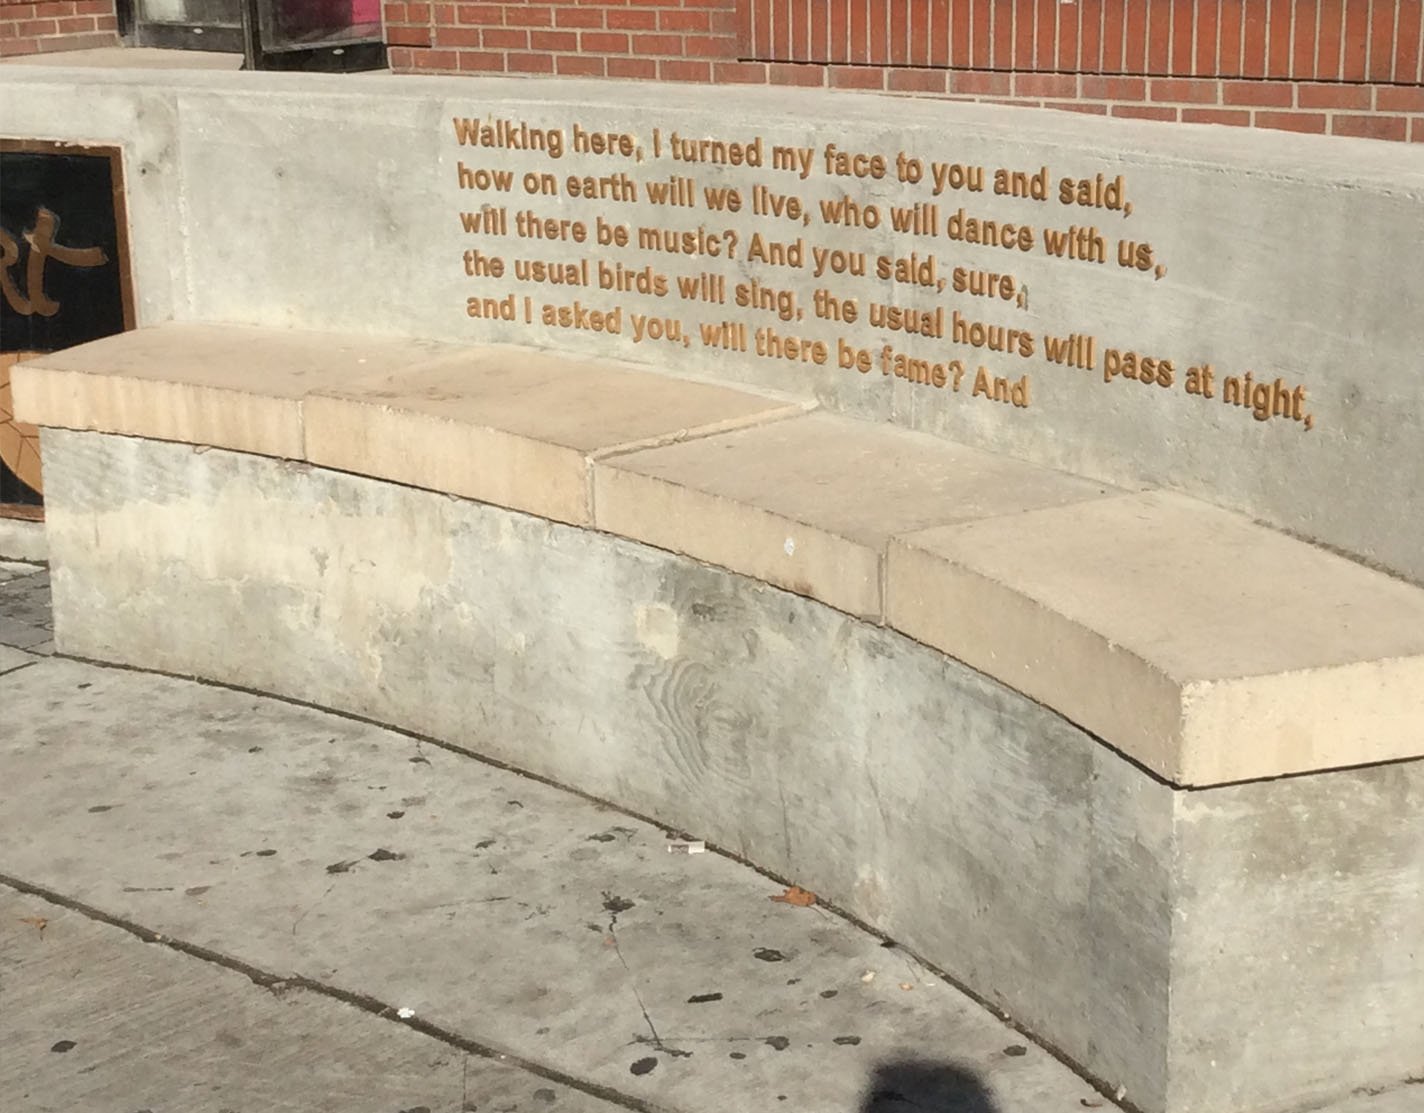 Walking here, I turned my face to you and said,
how on earth will we live, who will dance with us,
will there be music? And you said, sure,
the usual birds will sing, the usual hours will pass at night,
and I asked you, will there be fame? And